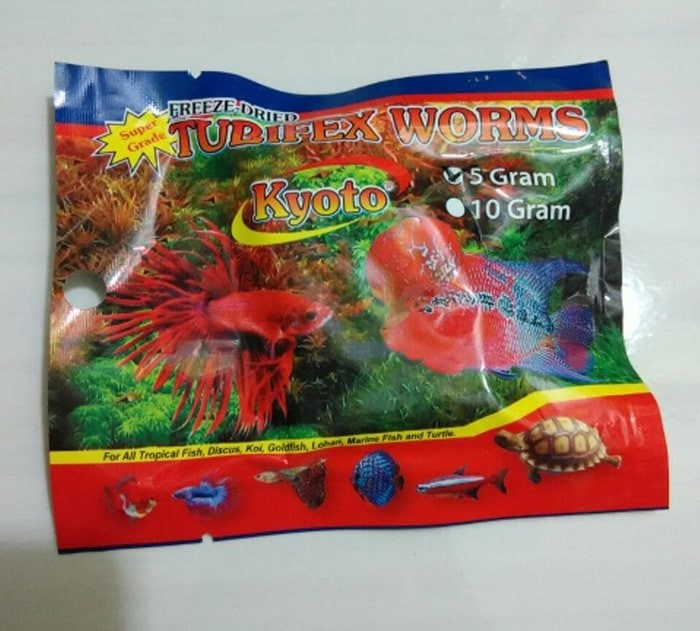 Super
Grade
FREEZE-DRIED
TUBIFEX WORMS
Kyoto®
5 Gram
10 Gram
For All Tropical Fish, Discus, Koi, Goldfish, Lohan, Marine Fish and Turtle.